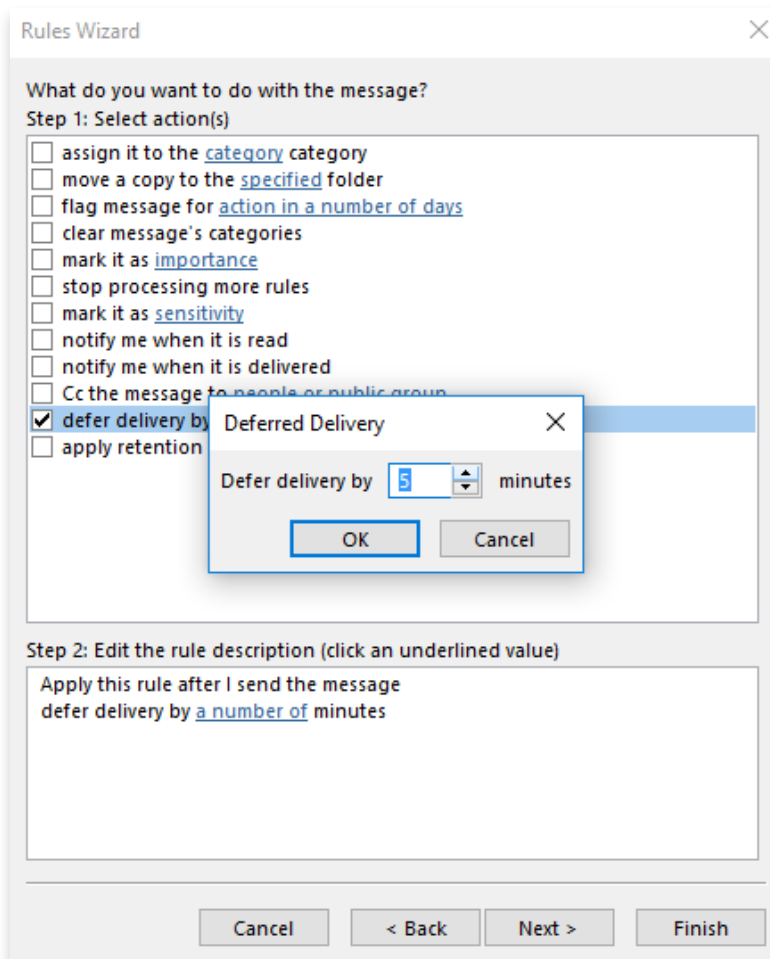 Rules Wizard
What do you want to do with the message?
Step 1: Select action(s)
assign it to the category category
move a copy to the specified folder
flag message for action in a number of days
clear message's categories
mark it as importance
stop processing more rules
mark it as sensitivity
notify me when it is read
notify me when it is delivered
Cc the message to people or public group
defer delivery by
apply retention
Deferred Delivery
Defer delivery by 5 minutes
OK Cancel
Step 2: Edit the rule description (click an underlined value)
Apply this rule after I send the message
defer delivery by a number of minutes
Cancel < Back Next > Finish